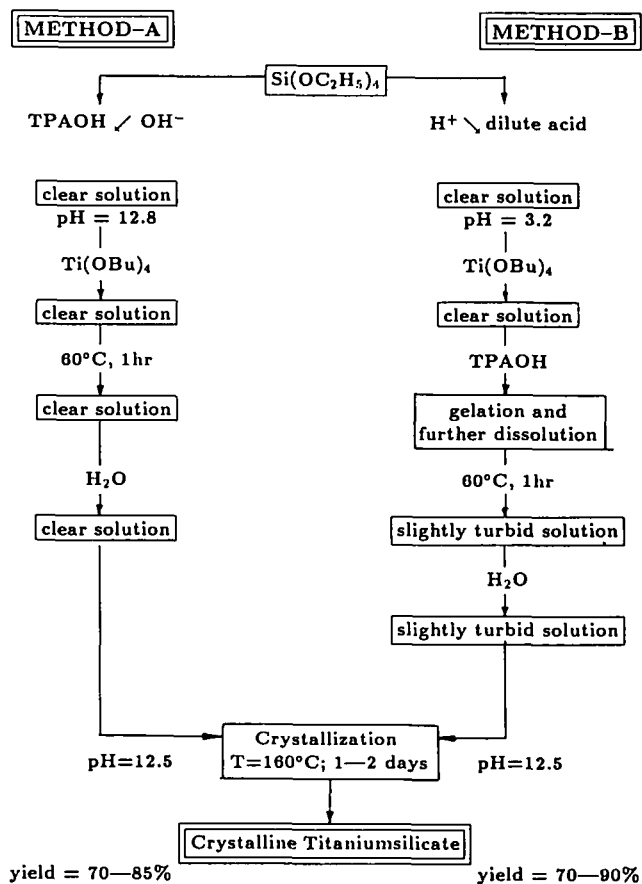 METHOD–A
METHOD–B
Si(OC₂H₅)₄
TPAOH ↙ OH⁻
H⁺ ↘ dilute acid
clear solution
pH = 12.8
Ti(OBu)₄
clear solution
60°C, 1hr
clear solution
H₂O
clear solution
clear solution
pH = 3.2
Ti(OBu)₄
clear solution
TPAOH
gelation and
further dissolution
60°C, 1hr
slightly turbid solution
H₂O
slightly turbid solution
pH=12.5
Crystallization
T=160°C; 1—2 days
pH=12.5
Crystalline Titaniumsilicate
yield = 70—85%
yield = 70—90%